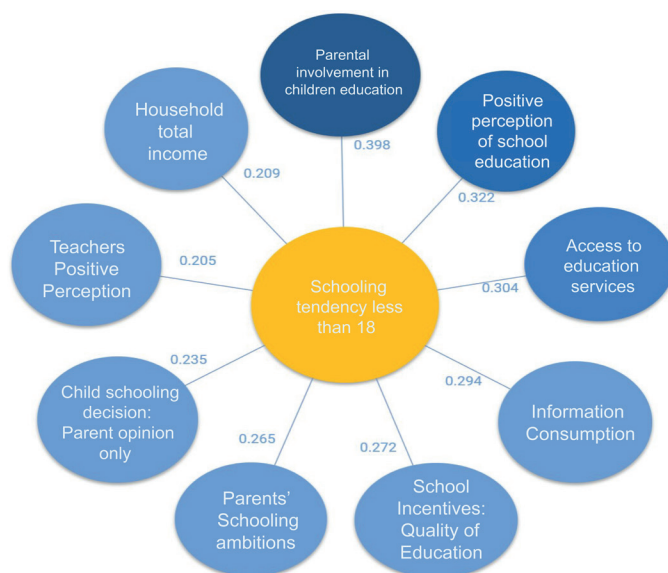 Parental
involvement in
children education
0.398
Positive
perception
of school
education
0.322
Access to
education
services
0.304
Information
Consumption
0.294
School
Incentives:
Quality of
Education
0.272
Parents’
Schooling
ambitions
0.265
Child schooling
decision:
Parent opinion
only
0.235
Teachers
Positive
Perception
0.205
Household
total
income
0.209
Schooling
tendency less
than 18